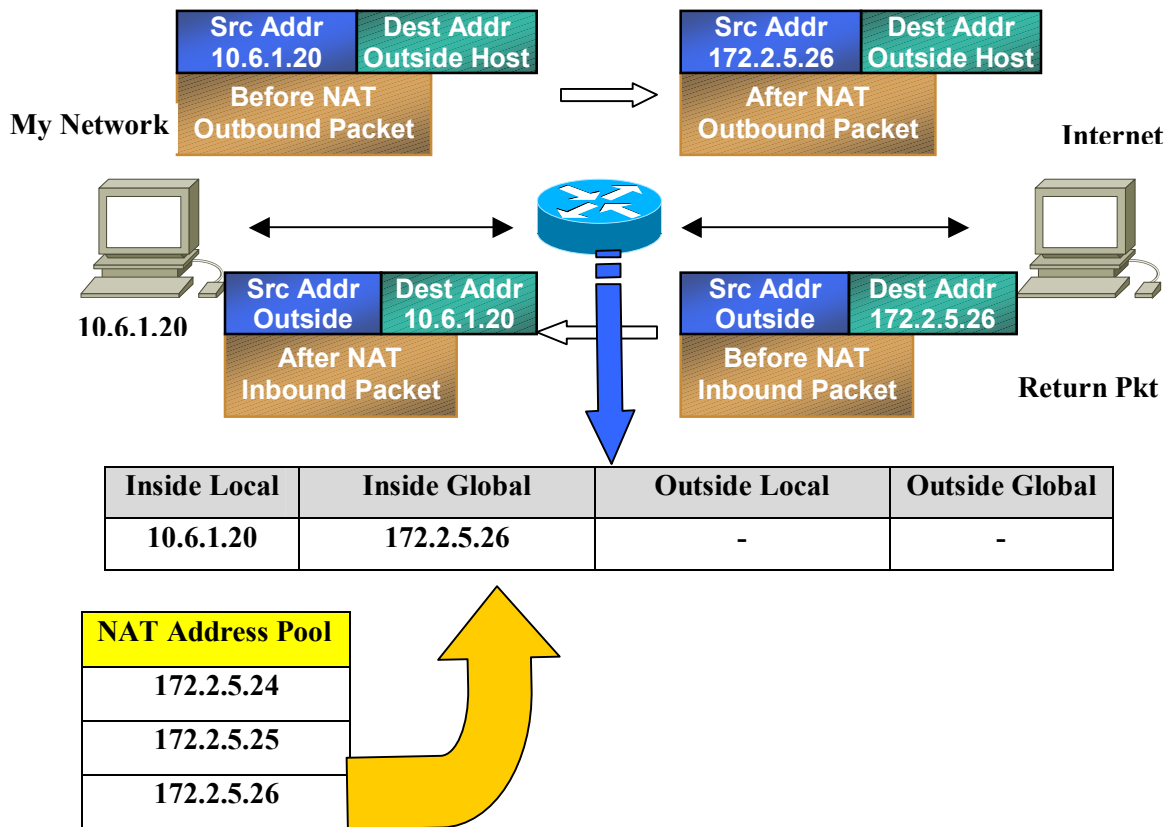 Src Addr
10.6.1.20
Dest Addr
Outside Host
Before NAT
Outbound Packet
Src Addr
172.2.5.26
Dest Addr
Outside Host
After NAT
Outbound Packet
My Network
Internet
10.6.1.20
Src Addr
Outside
Dest Addr
10.6.1.20
After NAT
Inbound Packet
Src Addr
Outside
Dest Addr
172.2.5.26
Before NAT
Inbound Packet
Return Pkt
Inside Local Inside Global Outside Local Outside Global
10.6.1.20 172.2.5.26 - -
NAT Address Pool
172.2.5.24
172.2.5.25
172.2.5.26